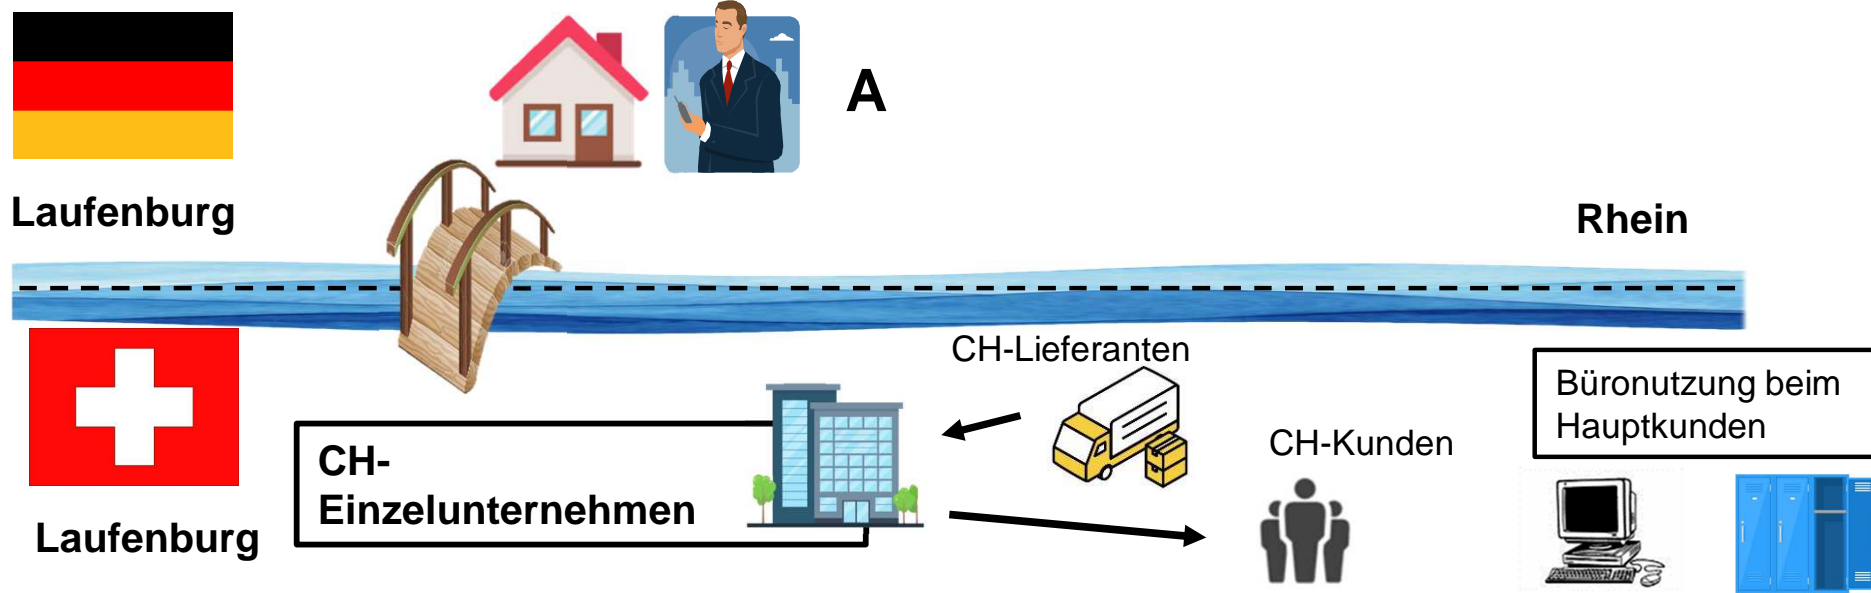 A
Laufenburg
Rhein
CH-Lieferanten
Büronutzung beim
Hauptkunden
CH-Kunden
CH-
Einzelunternehmen
Laufenburg